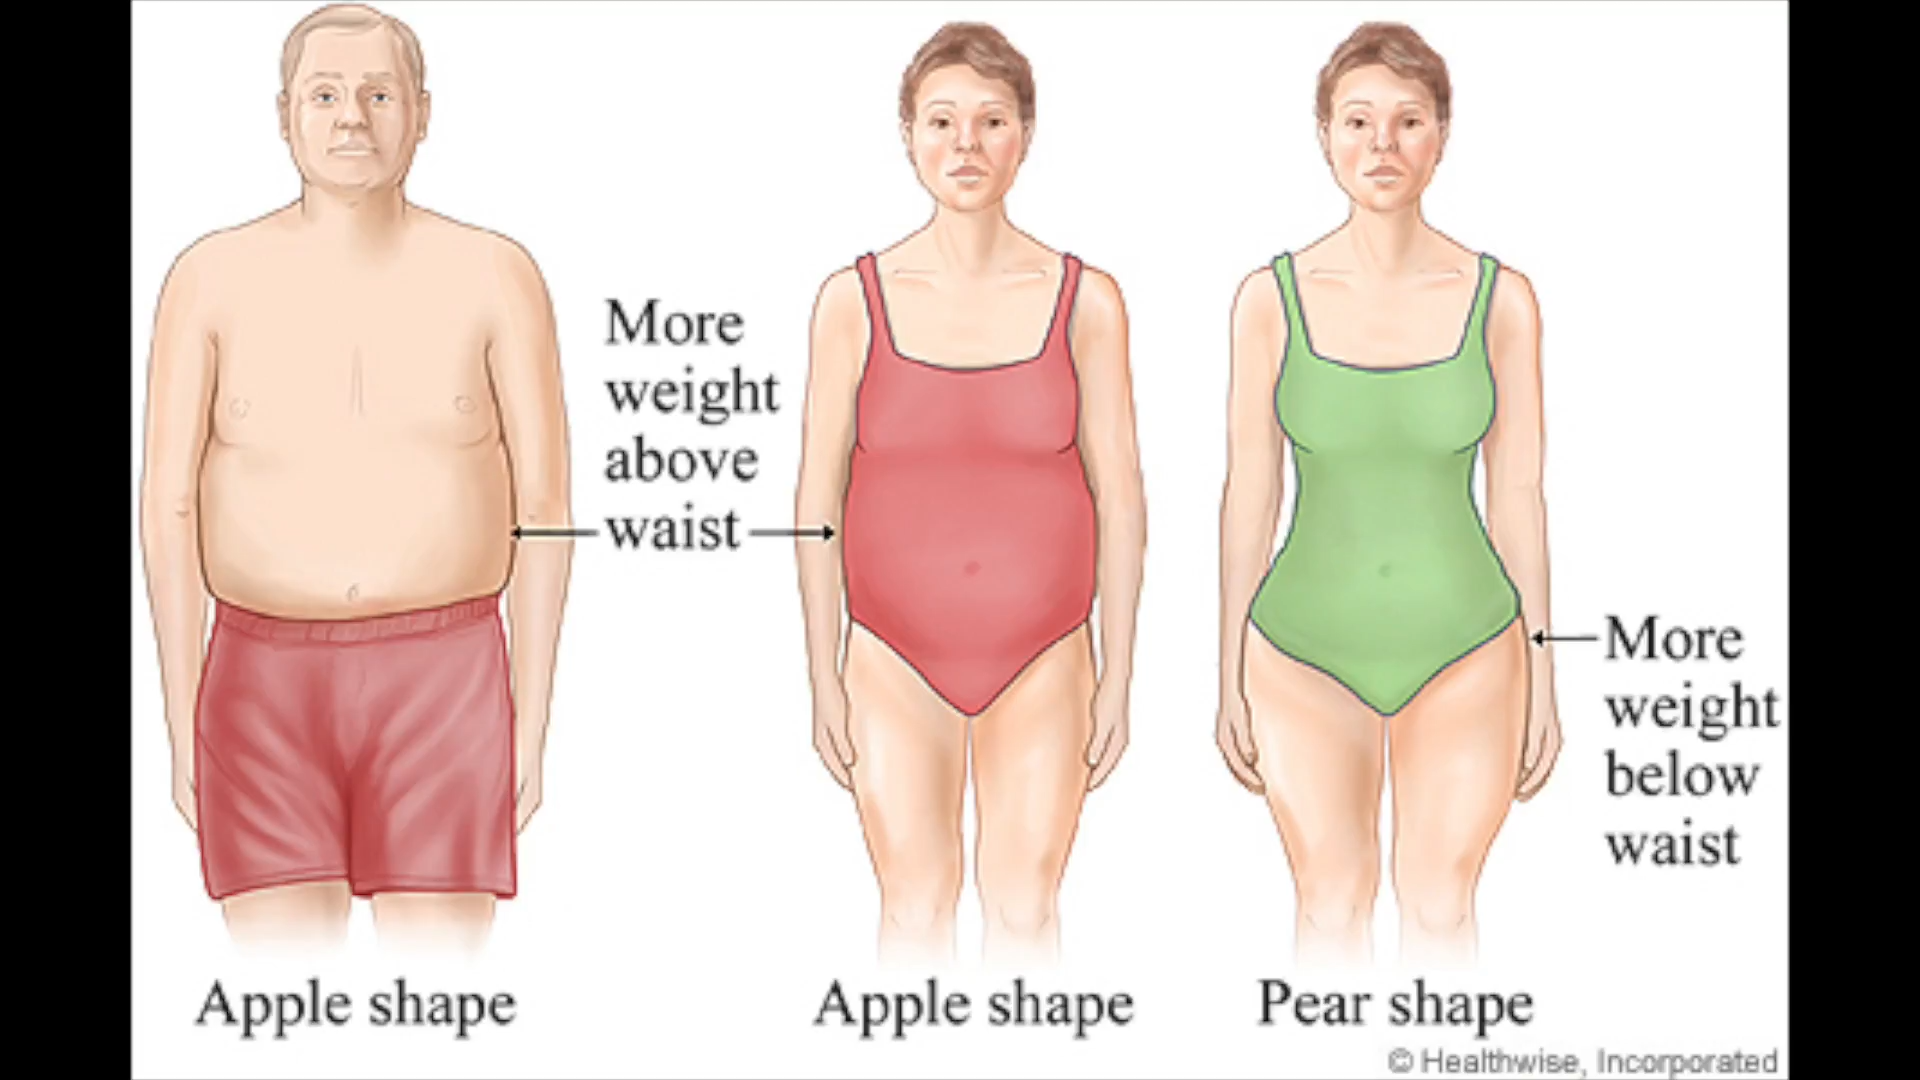 More
weight
above
waist
More
weight
below
waist
Apple shape
Apple shape
Pear shape
© Healthwise, Incorporated